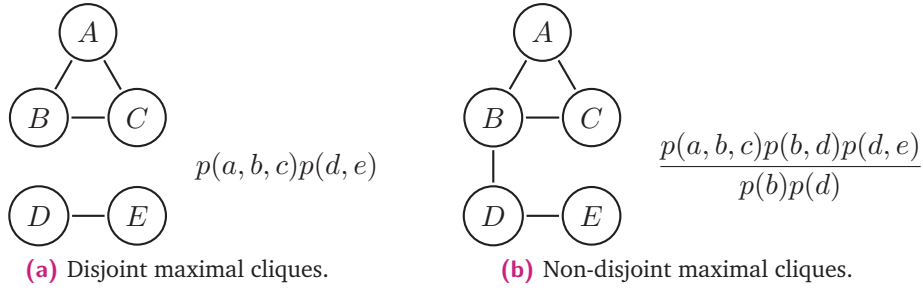 A
B C
D E
p(a, b, c)p(d, e)
(a) Disjoint maximal cliques.
A
B C
D E
p(a, b, c)p(b, d)p(d, e)
p(b)p(d)
(b) Non-disjoint maximal cliques.